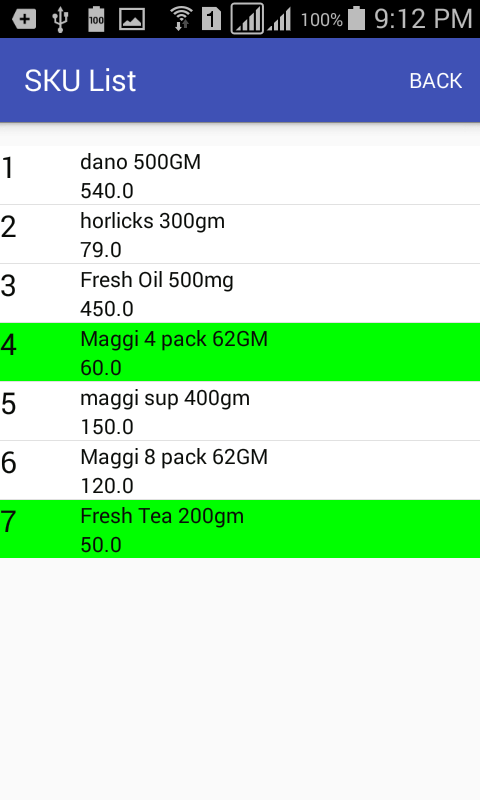 100 1 100% 9:12 PM
SKU List BACK
1 dano 500GM
540.0
2 horlicks 300gm
79.0
3 Fresh Oil 500mg
450.0
4 Maggi 4 pack 62GM
60.0
5 maggi sup 400gm
150.0
6 Maggi 8 pack 62GM
120.0
7 Fresh Tea 200gm
50.0